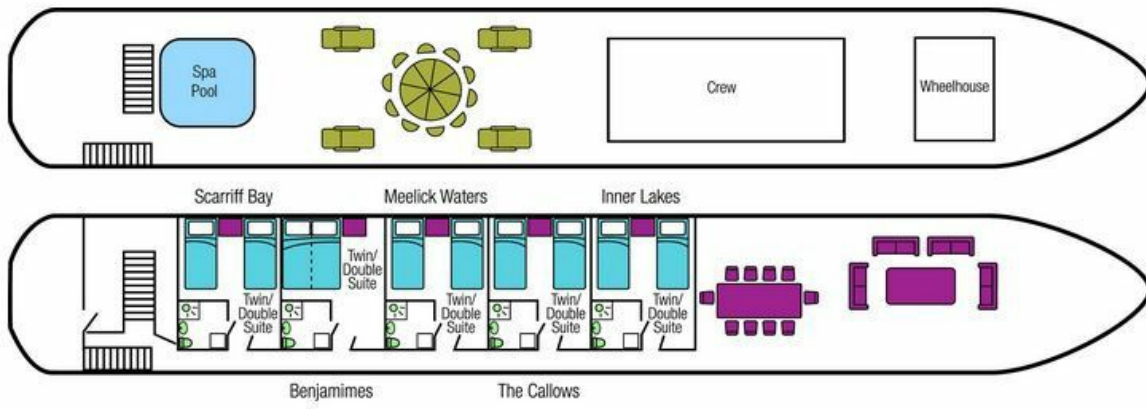 Spa
Pool
Crew
Wheelhouse
Scarriff Bay
Meelick Waters
Inner Lakes
Twin/
Double
Suite
Twin/
Double
Suite
Twin/
Double
Suite
Twin/
Double
Suite
Twin/
Double
Suite
Benjamimes
The Callows